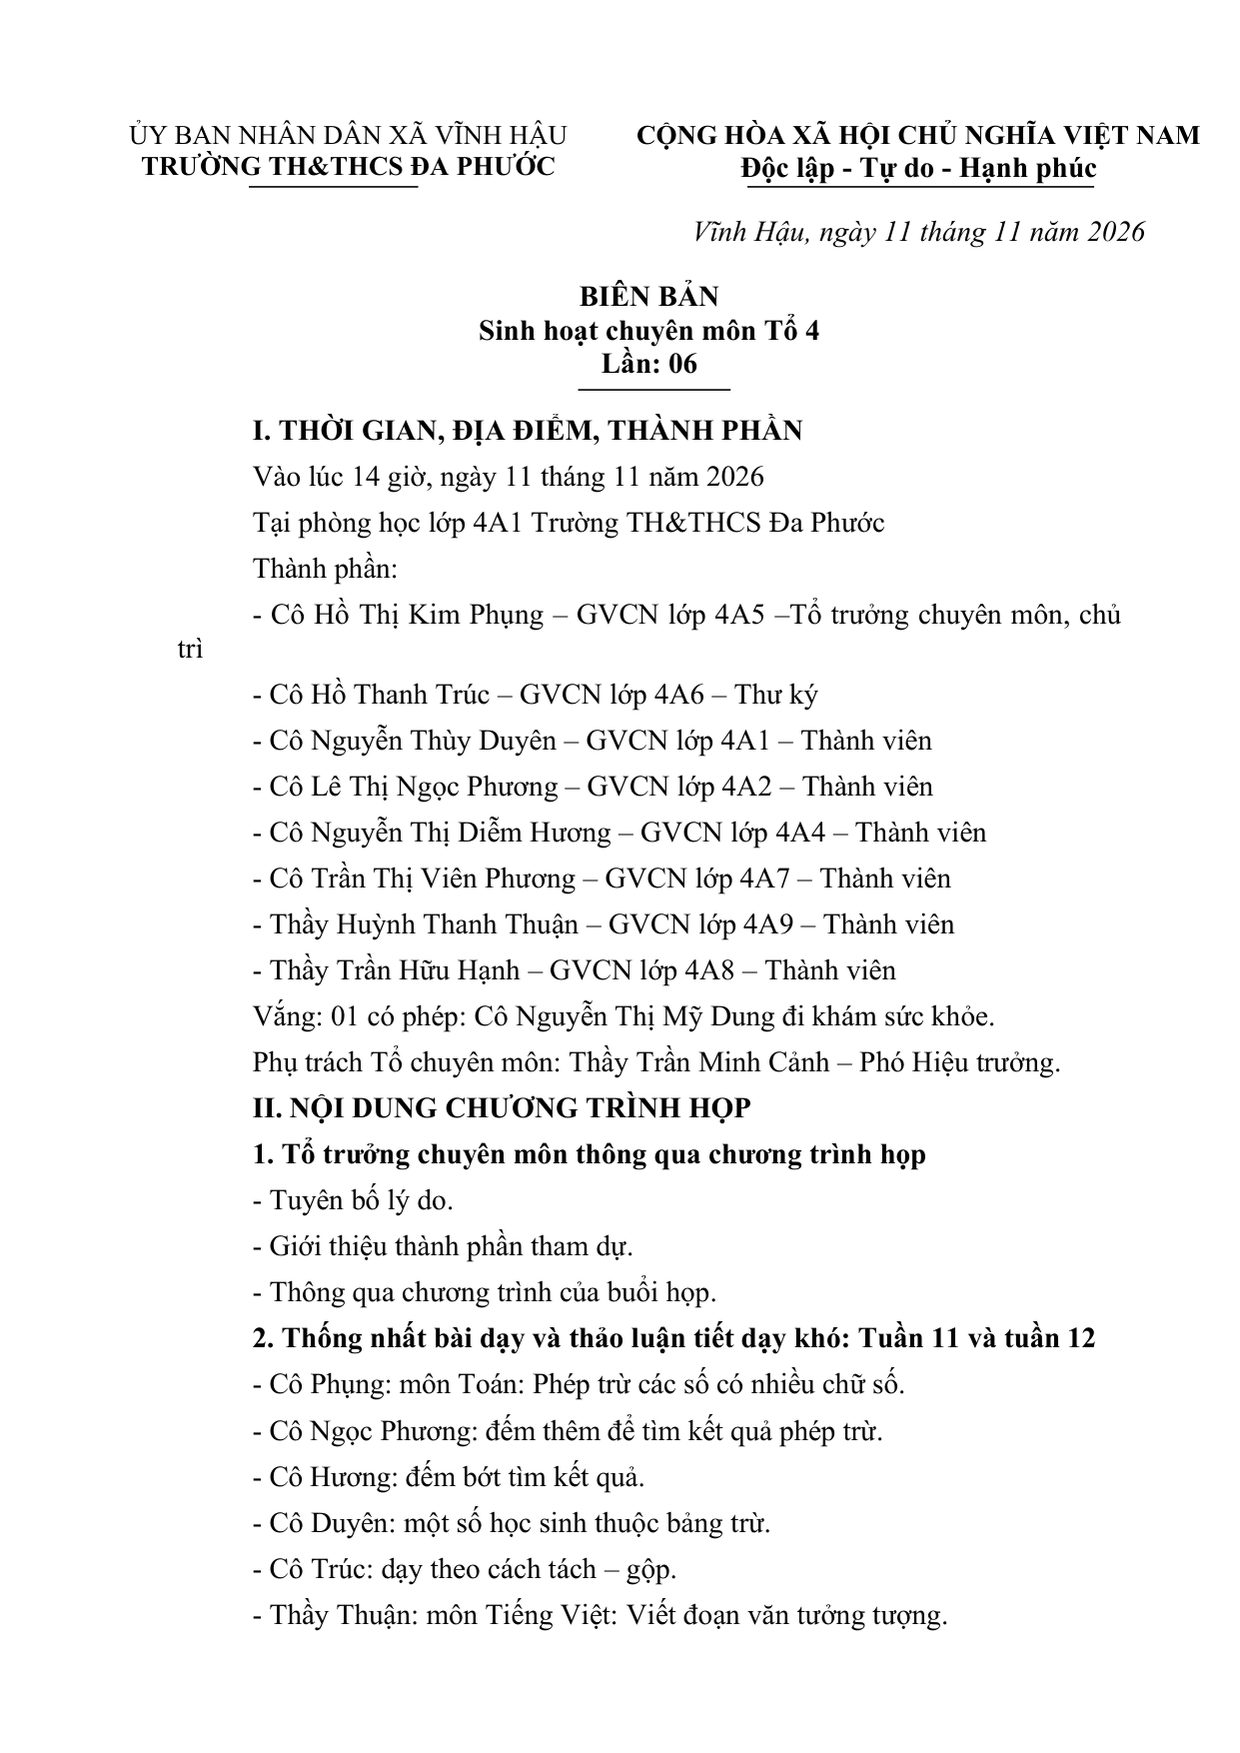 ỦY BAN NHÂN DÂN XÃ VĨNH HẬU
TRƯỜNG TH&THCS ĐA PHƯỚC
CỘNG HÒA XÃ HỘI CHỦ NGHĨA VIỆT NAM
Độc lập - Tự do - Hạnh phúc
Vĩnh Hậu, ngày 11 tháng 11 năm 2026
BIÊN BẢN
Sinh hoạt chuyên môn Tổ 4
Lần: 06
I. THỜI GIAN, ĐỊA ĐIỂM, THÀNH PHẦN
Vào lúc 14 giờ, ngày 11 tháng 11 năm 2026
Tại phòng học lớp 4A1 Trường TH&THCS Đa Phước
Thành phần:
- Cô Hồ Thị Kim Phụng – GVCN lớp 4A5 –Tổ trưởng chuyên môn, chủ
trì
- Cô Hồ Thanh Trúc – GVCN lớp 4A6 – Thư ký
- Cô Nguyễn Thùy Duyên – GVCN lớp 4A1 – Thành viên
- Cô Lê Thị Ngọc Phương – GVCN lớp 4A2 – Thành viên
- Cô Nguyễn Thị Diễm Hương – GVCN lớp 4A4 – Thành viên
- Cô Trần Thị Viên Phương – GVCN lớp 4A7 – Thành viên
- Thầy Huỳnh Thanh Thuận – GVCN lớp 4A9 – Thành viên
- Thầy Trần Hữu Hạnh – GVCN lớp 4A8 – Thành viên
Vắng: 01 có phép: Cô Nguyễn Thị Mỹ Dung đi khám sức khỏe.
Phụ trách Tổ chuyên môn: Thầy Trần Minh Cảnh – Phó Hiệu trưởng.
II. NỘI DUNG CHƯƠNG TRÌNH HỌP
1. Tổ trưởng chuyên môn thông qua chương trình họp
- Tuyên bố lý do.
- Giới thiệu thành phần tham dự.
- Thông qua chương trình của buổi họp.
2. Thống nhất bài dạy và thảo luận tiết dạy khó: Tuần 11 và tuần 12
- Cô Phụng: môn Toán: Phép trừ các số có nhiều chữ số.
- Cô Ngọc Phương: đếm thêm để tìm kết quả phép trừ.
- Cô Hương: đếm bớt tìm kết quả.
- Cô Duyên: một số học sinh thuộc bảng trừ.
- Cô Trúc: dạy theo cách tách – gộp.
- Thầy Thuận: môn Tiếng Việt: Viết đoạn văn tưởng tượng.